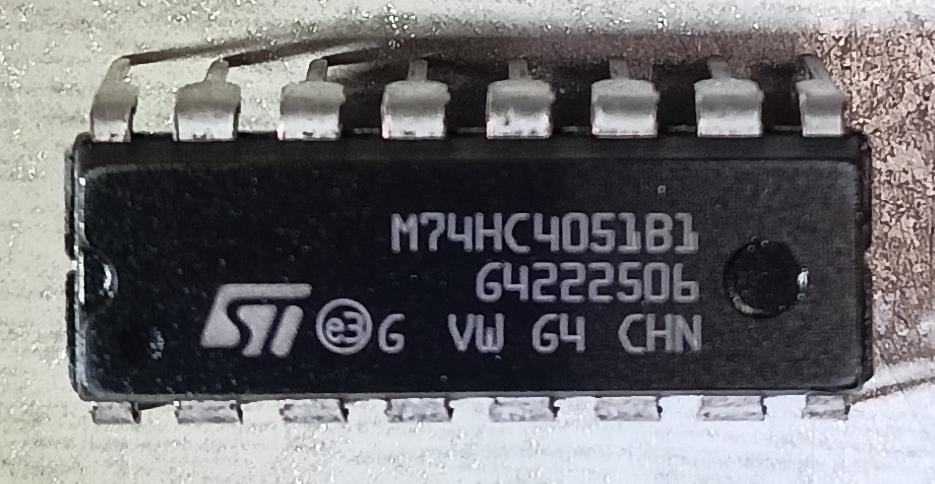 M74HC4051B1
G4222506
ST e3 G VW G4 CHN